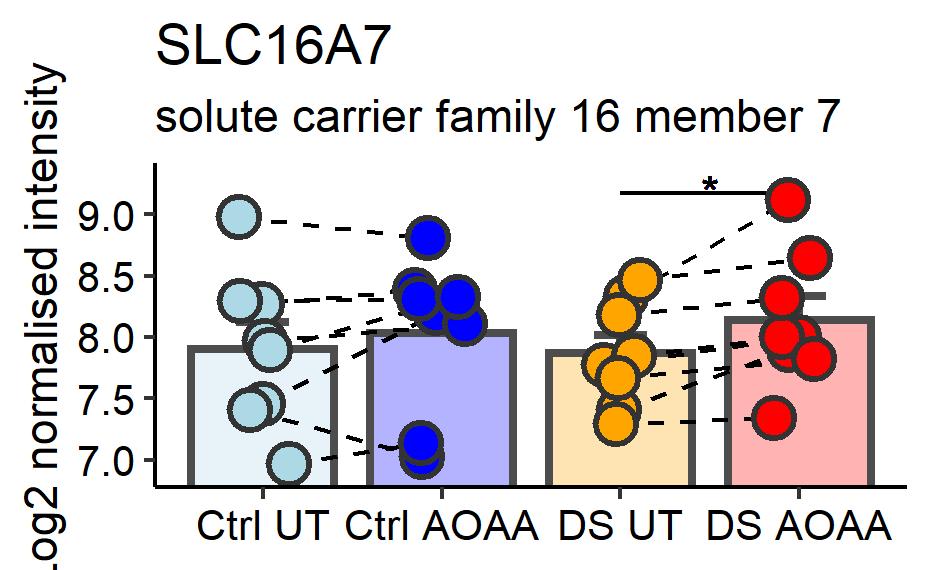 SLC16A7
solute carrier family 16 member 7
og2 normalised intensity
*
9.0
8.5
8.0
7.5
7.0
Ctrl UT Ctrl AOAA DS UT DS AOAA